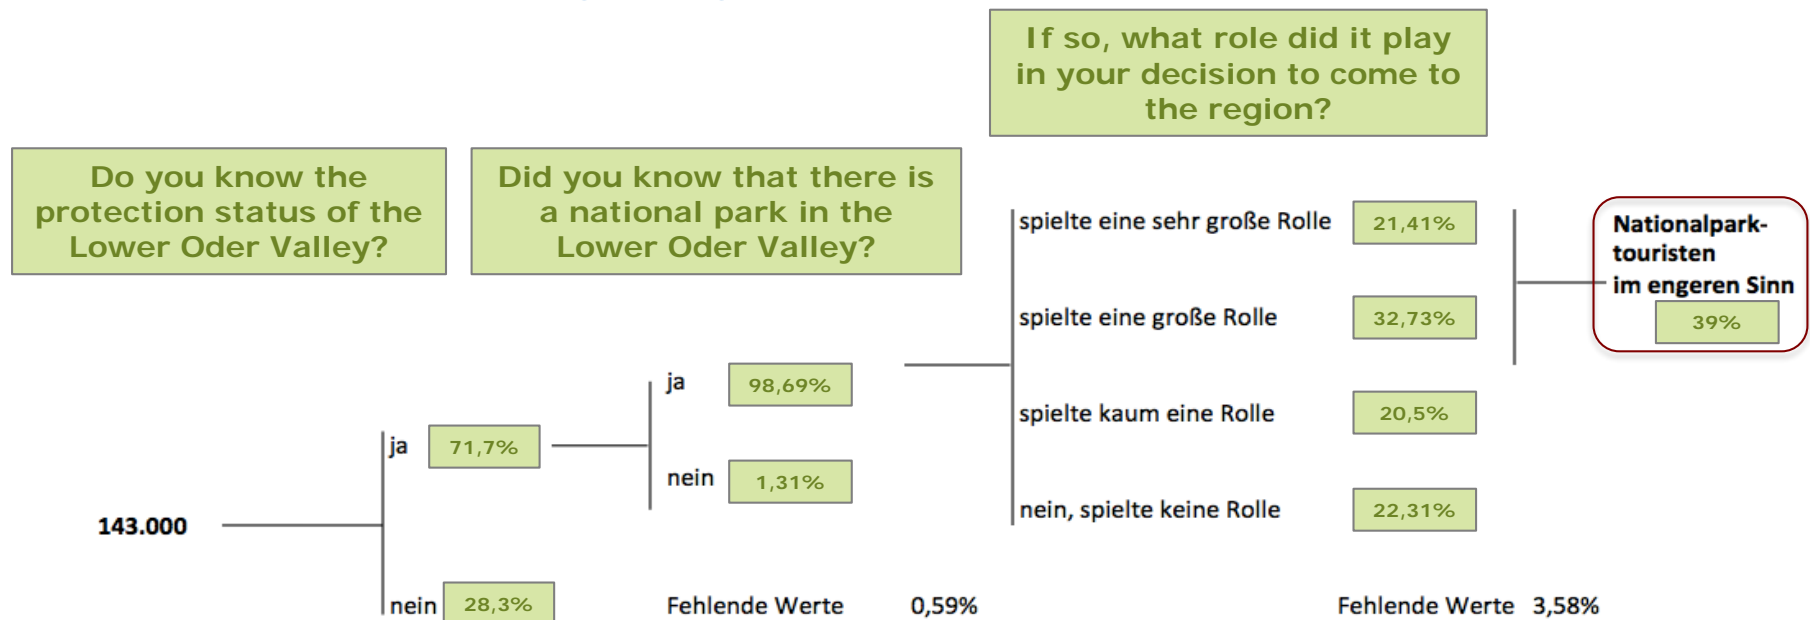 If so, what role did it play
in your decision to come to
the region?
Do you know the
protection status of the
Lower Oder Valley?
Did you know that there is
a national park in the
Lower Oder Valley?
spielte eine sehr große Rolle 21,41%
Nationalpark-
touristen
im engeren Sinn
39%
spielte eine große Rolle 32,73%
ja 98,69%
spielte kaum eine Rolle 20,5%
ja 71,7%
nein 1,31%
nein, spielte keine Rolle 22,31%
143.000
nein 28,3%
Fehlende Werte 0,59%
Fehlende Werte 3,58%